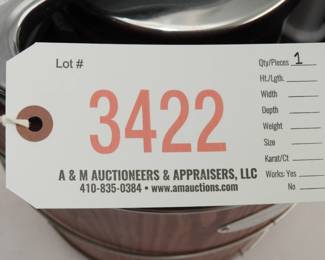 Lot #
3422
A & M AUCTIONEERS & APPRAISERS, LLC
410-835-0384 • www.amauctions.com
Qty/Pieces 1
Ht./Lgth.
Width
Depth
Weight
Size
Karat/Ct
Works: Yes
No